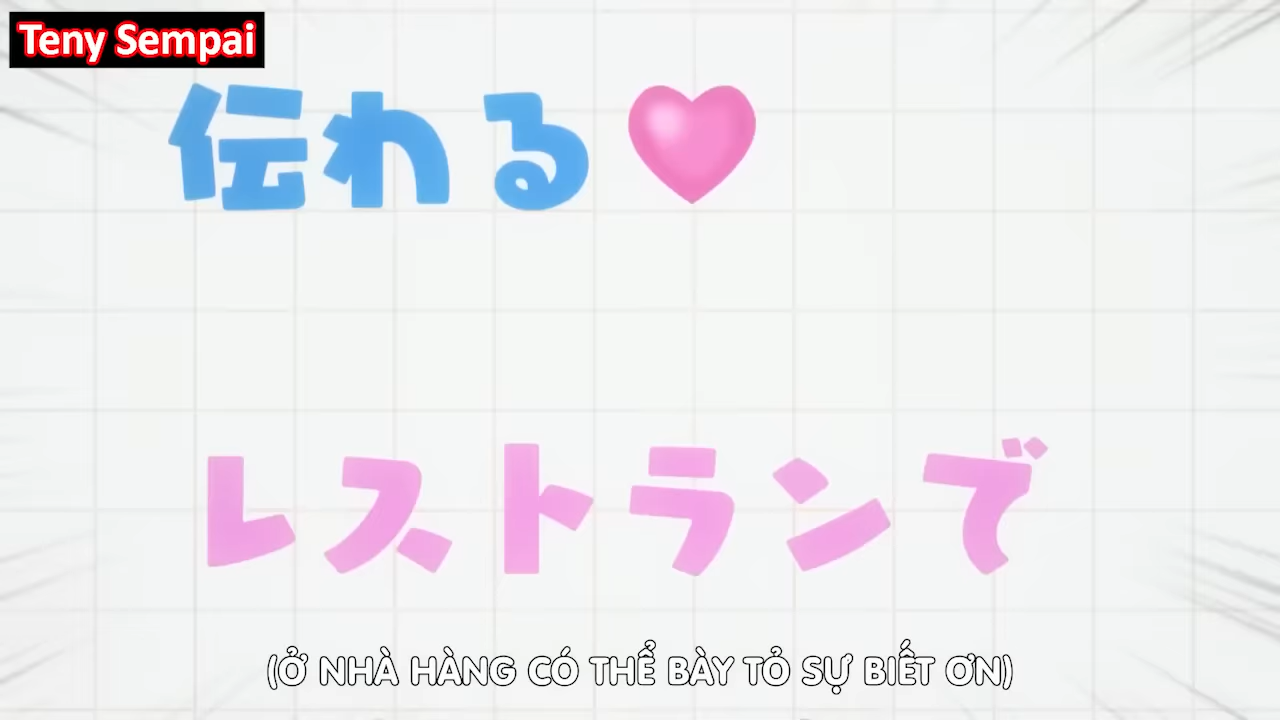 Teny Sempai
伝わる
レストランで
(Ở NHÀ HÀNG CÓ THỂ BÀY TỎ SỰ BIẾT ƠN)